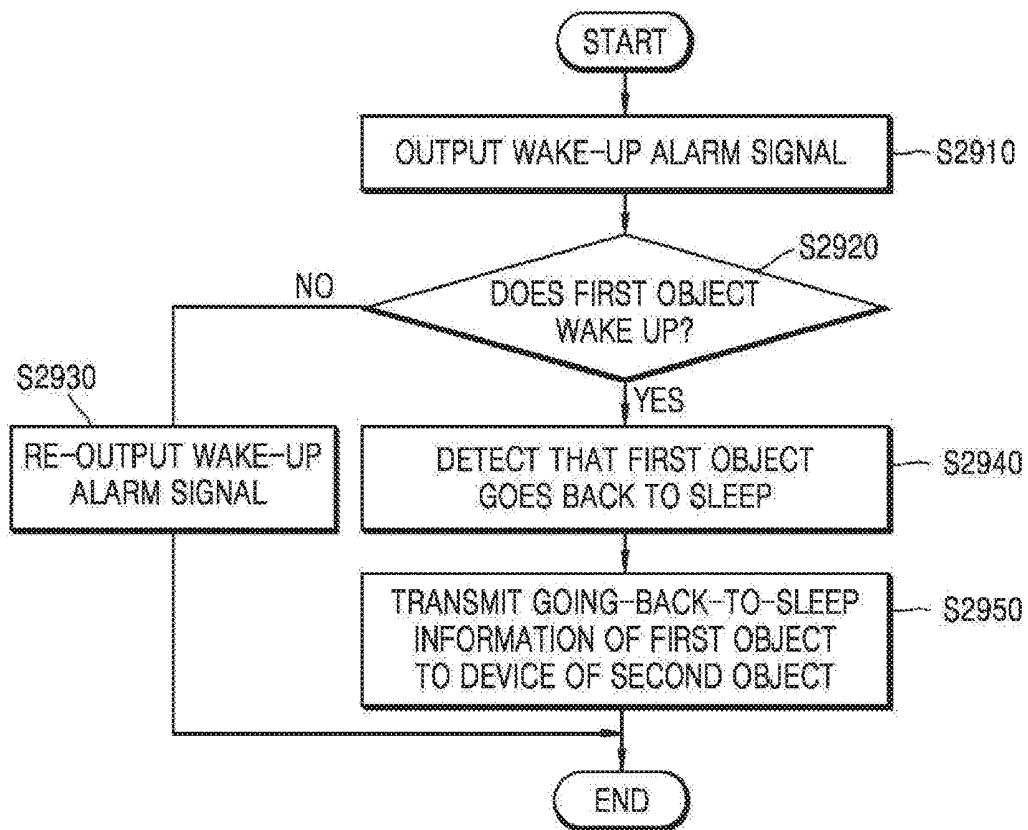 START
OUTPUT WAKE-UP ALARM SIGNAL
S2910
S2920
DOES FIRST OBJECT
WAKE UP?
NO
YES
S2930
RE-OUTPUT WAKE-UP
ALARM SIGNAL
DETECT THAT FIRST OBJECT
GOES BACK TO SLEEP
S2940
TRANSMIT GOING-BACK-TO-SLEEP
INFORMATION OF FIRST OBJECT
TO DEVICE OF SECOND OBJECT
S2950
END